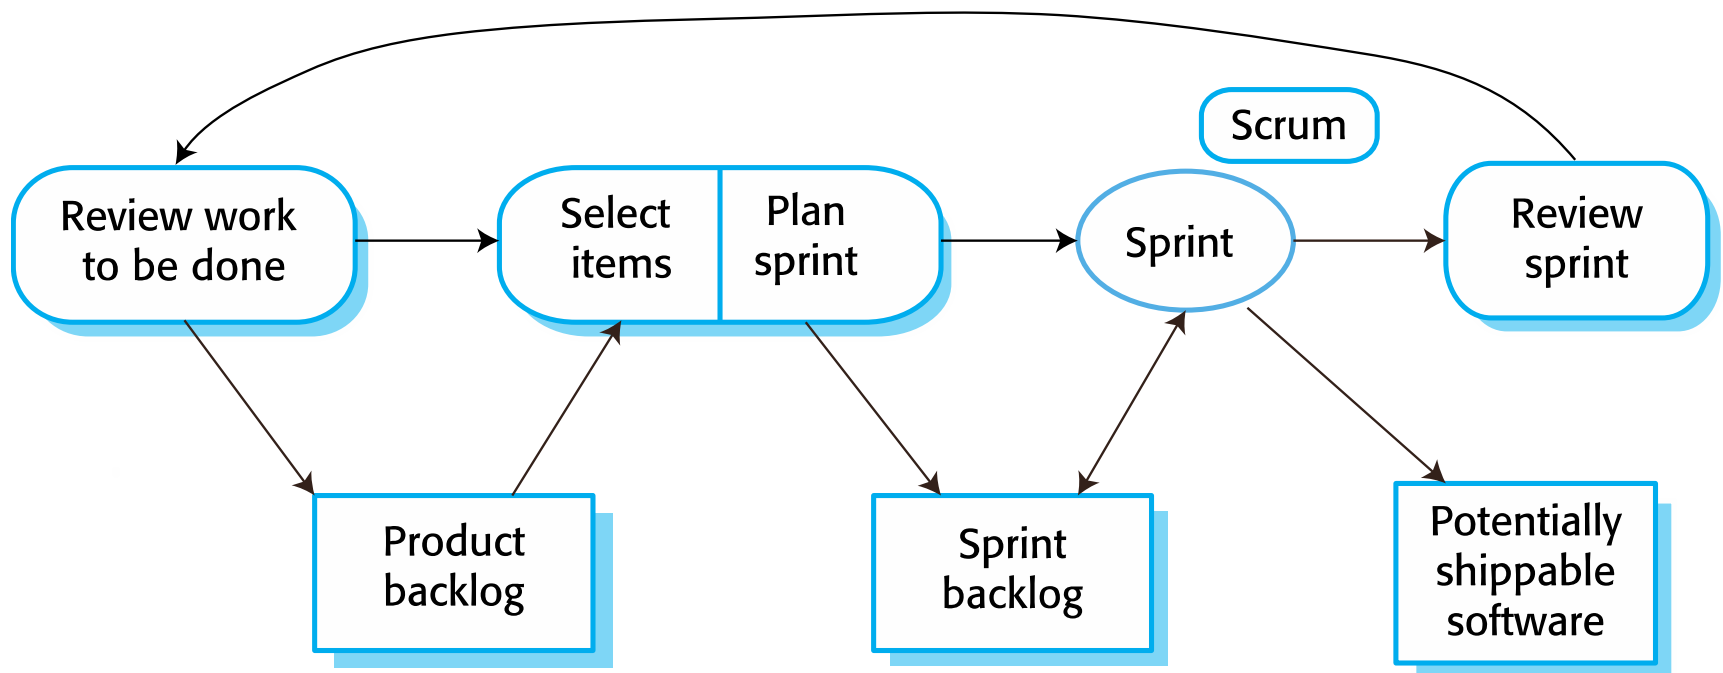 Scrum
Review work
to be done
Select
items
Plan
sprint
Sprint
Review
sprint
Product
backlog
Sprint
backlog
Potentially
shippable
software